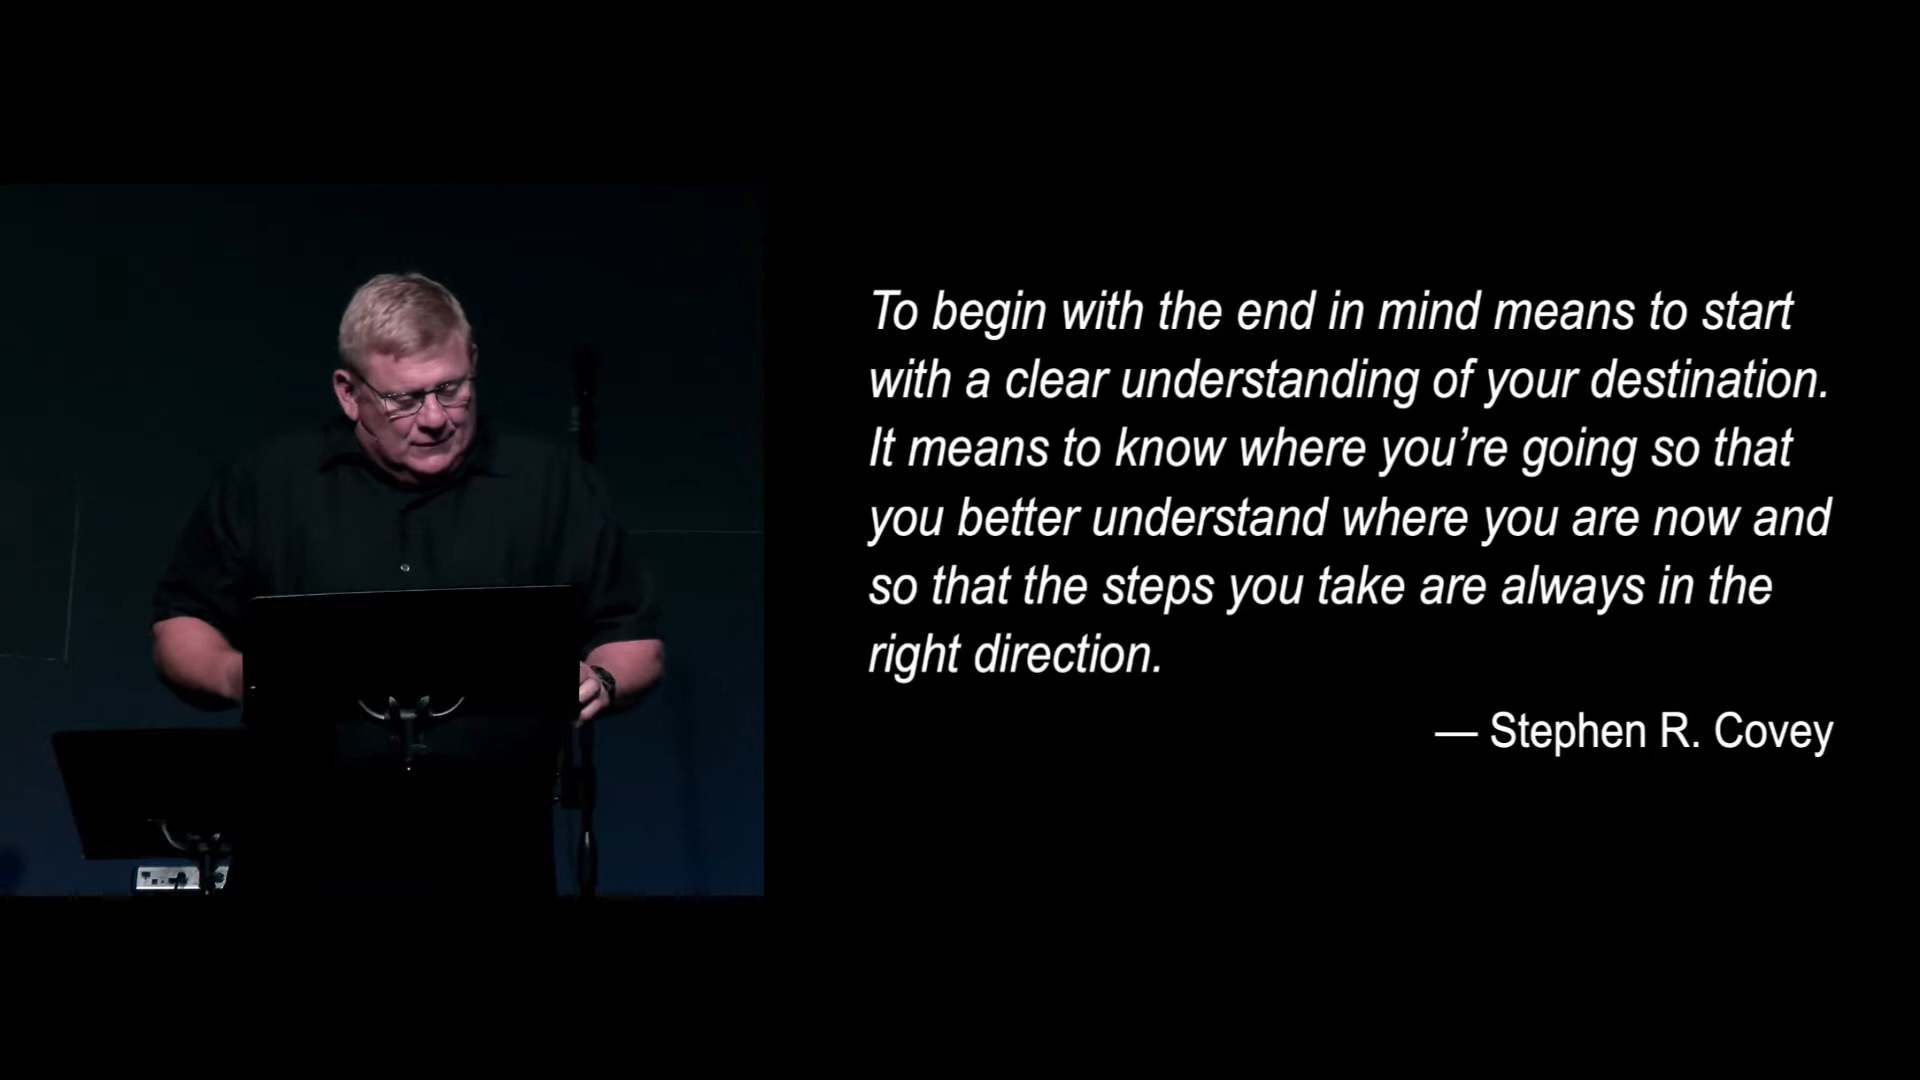 To begin with the end in mind means to start
with a clear understanding of your destination.
It means to know where you’re going so that
you better understand where you are now and
so that the steps you take are always in the
right direction.
— Stephen R. Covey